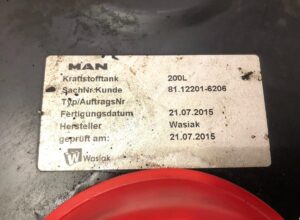 MAN
Kraftstofftank 200L
SachNr.Kunde 81.12201-6206
Typ/AuftragsNr
Fertigungsdatum 21.07.2015
Hersteller Wasiak
geprüft am: 21.07.2015
W Wasiak